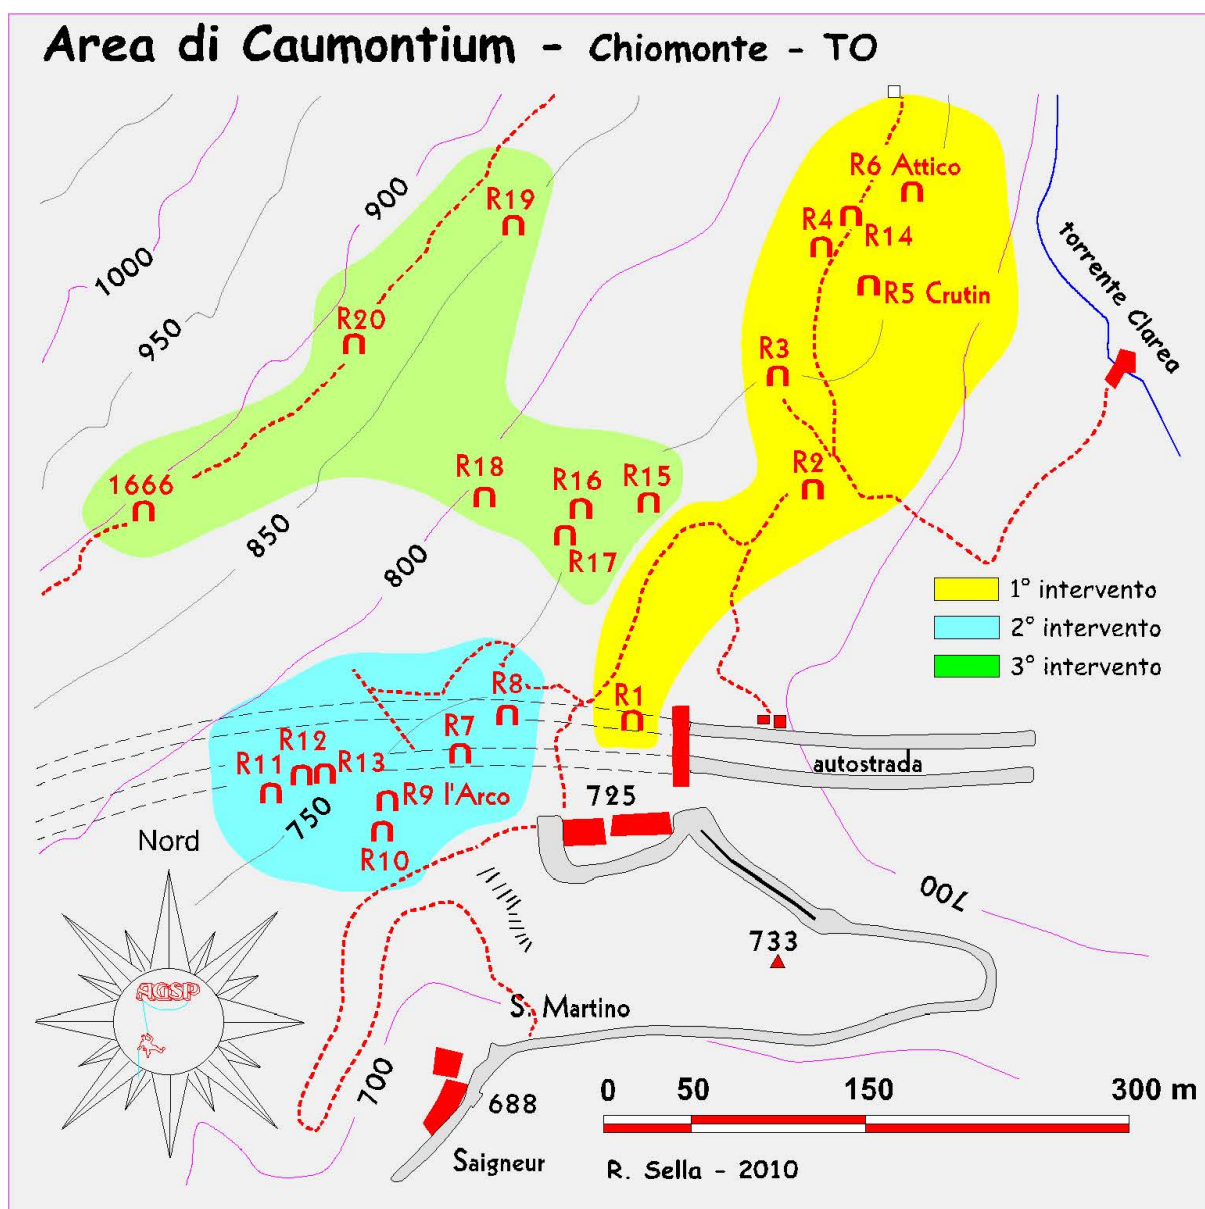 Area di Caumontium - Chiomonte - TO
R6 Attico
R19
900
R4
R14
torrente Clarea
1000
R5 Crutin
R20
950
R3
R18
R2
R15
R16
1666
850
R17
800
1° intervento
2° intervento
3° intervento
R8
R1
R7
R12
R11
R13
autostrada
R9 l'Arco
725
750
Nord
R10
700
733
AGSP
S. Martino
700
0 50 150 300 m
688
Saigneur
R. Sella - 2010